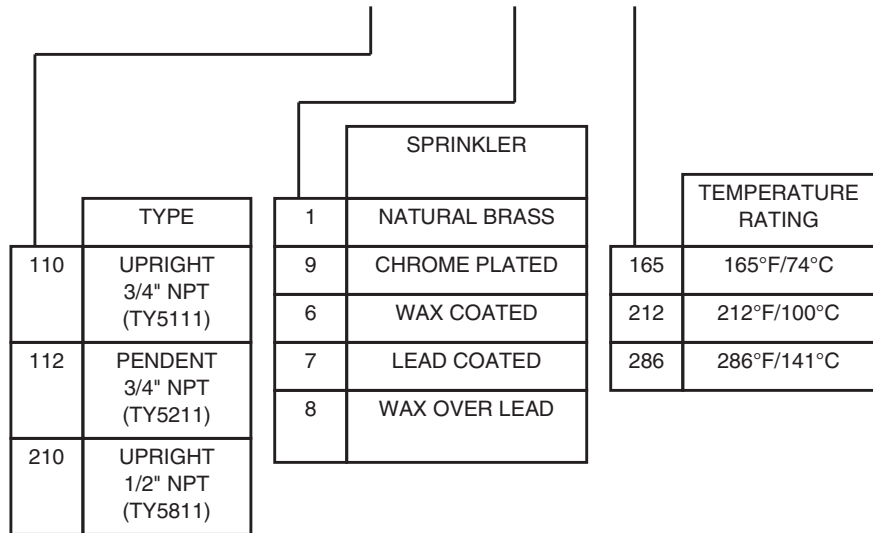 TYPE
110
UPRIGHT
3/4" NPT
(TY5111)
112
PENDENT
3/4" NPT
(TY5211)
210
UPRIGHT
1/2" NPT
(TY5811)
SPRINKLER
1 NATURAL BRASS
9 CHROME PLATED
6 WAX COATED
7 LEAD COATED
8 WAX OVER LEAD
TEMPERATURE
RATING
165 165°F/74°C
212 212°F/100°C
286 286°F/141°C